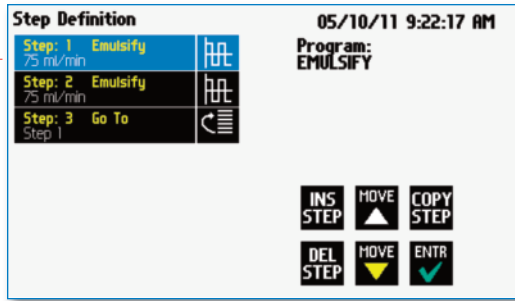 Step Definition
05/10/11 9:22:17 AM
Step: 1 Emulsify
75 ml/min
Program:
EMULSIFY
Step: 2 Emulsify
75 ml/min
Step: 3 Go To
Step 1
INS STEP
MOVE
COPY STEP
DEL STEP
MOVE
ENTR